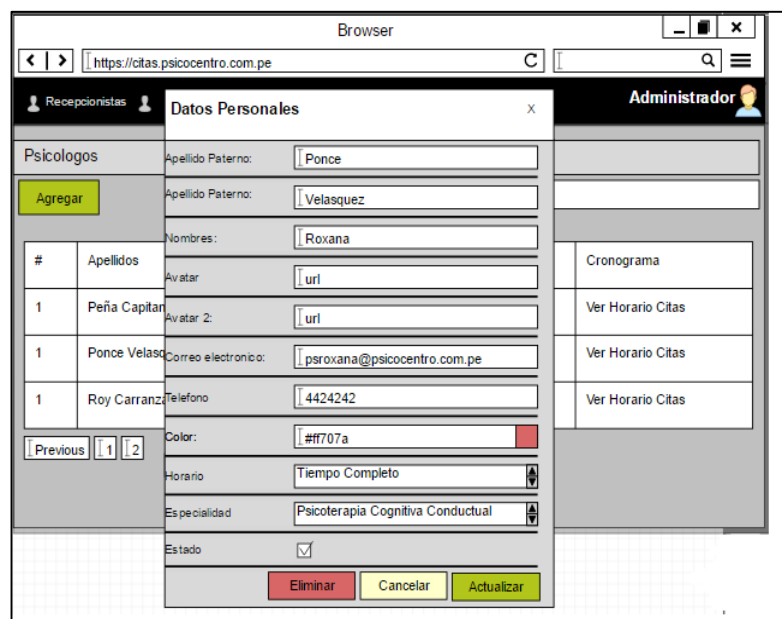 Browser
https://citas.psicocentro.com.pe
Recepcionistas
Administrador
Psicologos
Agregar
# Apellidos Cronograma
1 Peña Capitan Ver Horario Citas
1 Ponce Velasq Ver Horario Citas
1 Roy Carranza Ver Horario Citas
Previous 1 2
Datos Personales X
Apellido Paterno: Ponce
Apellido Paterno: Velasquez
Nombres: Roxana
Avatar url
Avatar 2: url
Correo electronico: psroxana@psicocentro.com.pe
Telefono 4424242
Color: #ff707a
Horario Tiempo Completo
Especialidad Psicoterapia Cognitiva Conductual
Estado
Eliminar Cancelar Actualizar